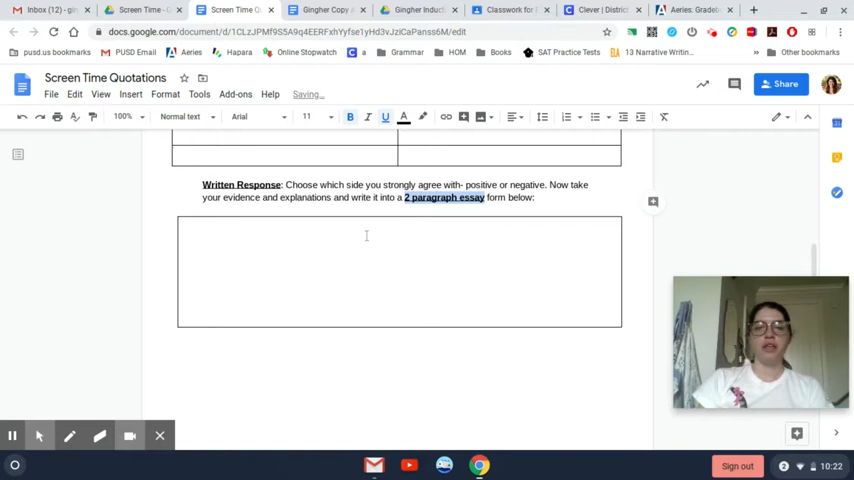 Inbox (12) - gin
Screen Time - G
Screen Time Qu
Gingher Copy A
Gingher Induct
Classwork for E
Clever | District
Aeries: Gradeb
docs.google.com/document/d/1CLzJPMf9S5A9q4EERFxhYyfse1yHd3vJziCaPanss6M/edit
pusd.us bookmarks
PUSD Email
Aeries
Hapara
Online Stopwatch
a
Grammar
HOM
Books
SAT Practice Tests
13 Narrative Writin...
Other bookmarks
Screen Time Quotations
File Edit View Insert Format Tools Add-ons Help Saving...
Share
100% Normal text Arial 11 B I U A
Written Response: Choose which side you strongly agree with- positive or negative. Now take
your evidence and explanations and write it into a 2 paragraph essay form below:
Sign out
2 10:22